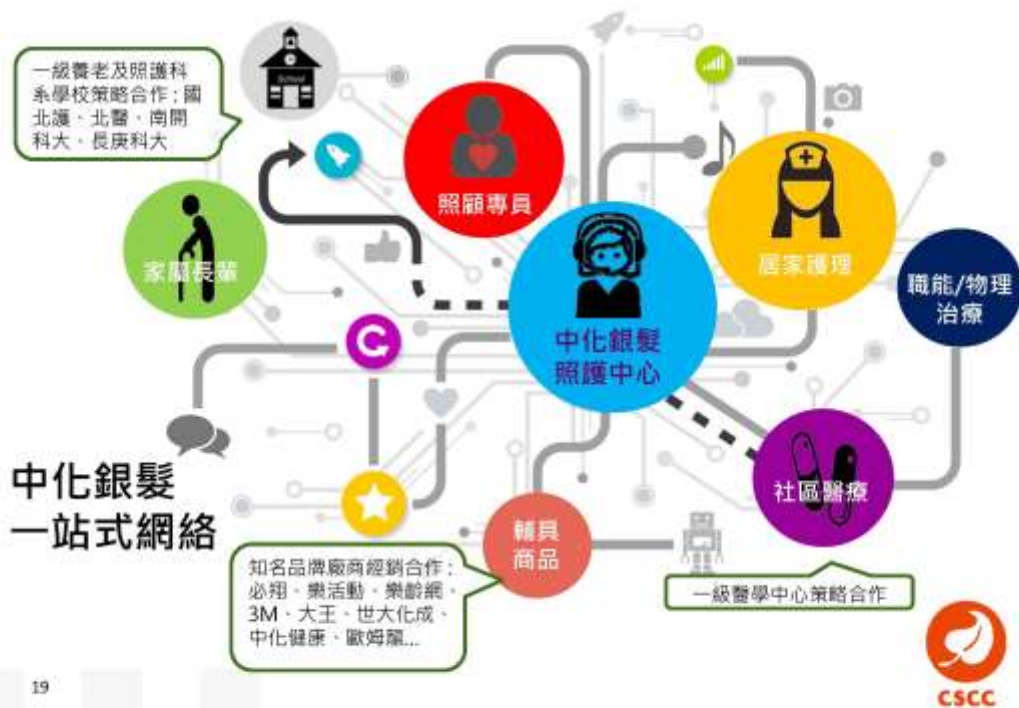 一級養老及照護科
系學校策略合作：國
北護、北醫、南開
科大、長庚科大
School
照顧專員
居家護理
家屬長輩
職能/物理
治療
中化銀髮
照護中心
社區醫療
中化銀髮
一站式網絡
輔具
商品
知名品牌廠商經銷合作：
必翔、樂活動、樂齡網、
3M、大王、世大化成、
中化健康、歐姆龍...
一級醫學中心策略合作
19
CSCC